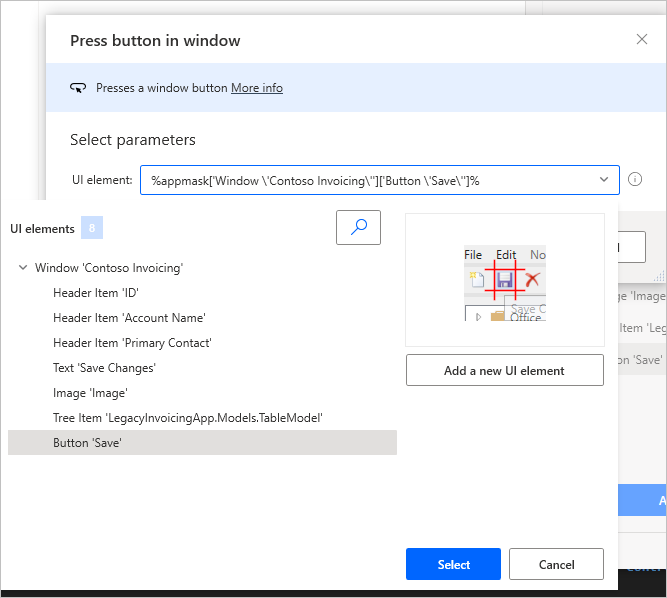 Press button in window
Presses a window button More info
Select parameters
UI element: %appmask['Window \'Contoso Invoicing\'']['Button \'Save\'']%
UI elements 8
Window 'Contoso Invoicing'
Header Item 'ID'
Header Item 'Account Name'
Header Item 'Primary Contact'
Text 'Save Changes'
Image 'Image'
Tree Item 'LegacyInvoicingApp.Models.TableModel'
Button 'Save'
File Edit No
Save C
Office
Add a new UI element
Select Cancel
ge 'Image
Item 'Leg
on 'Save'
A